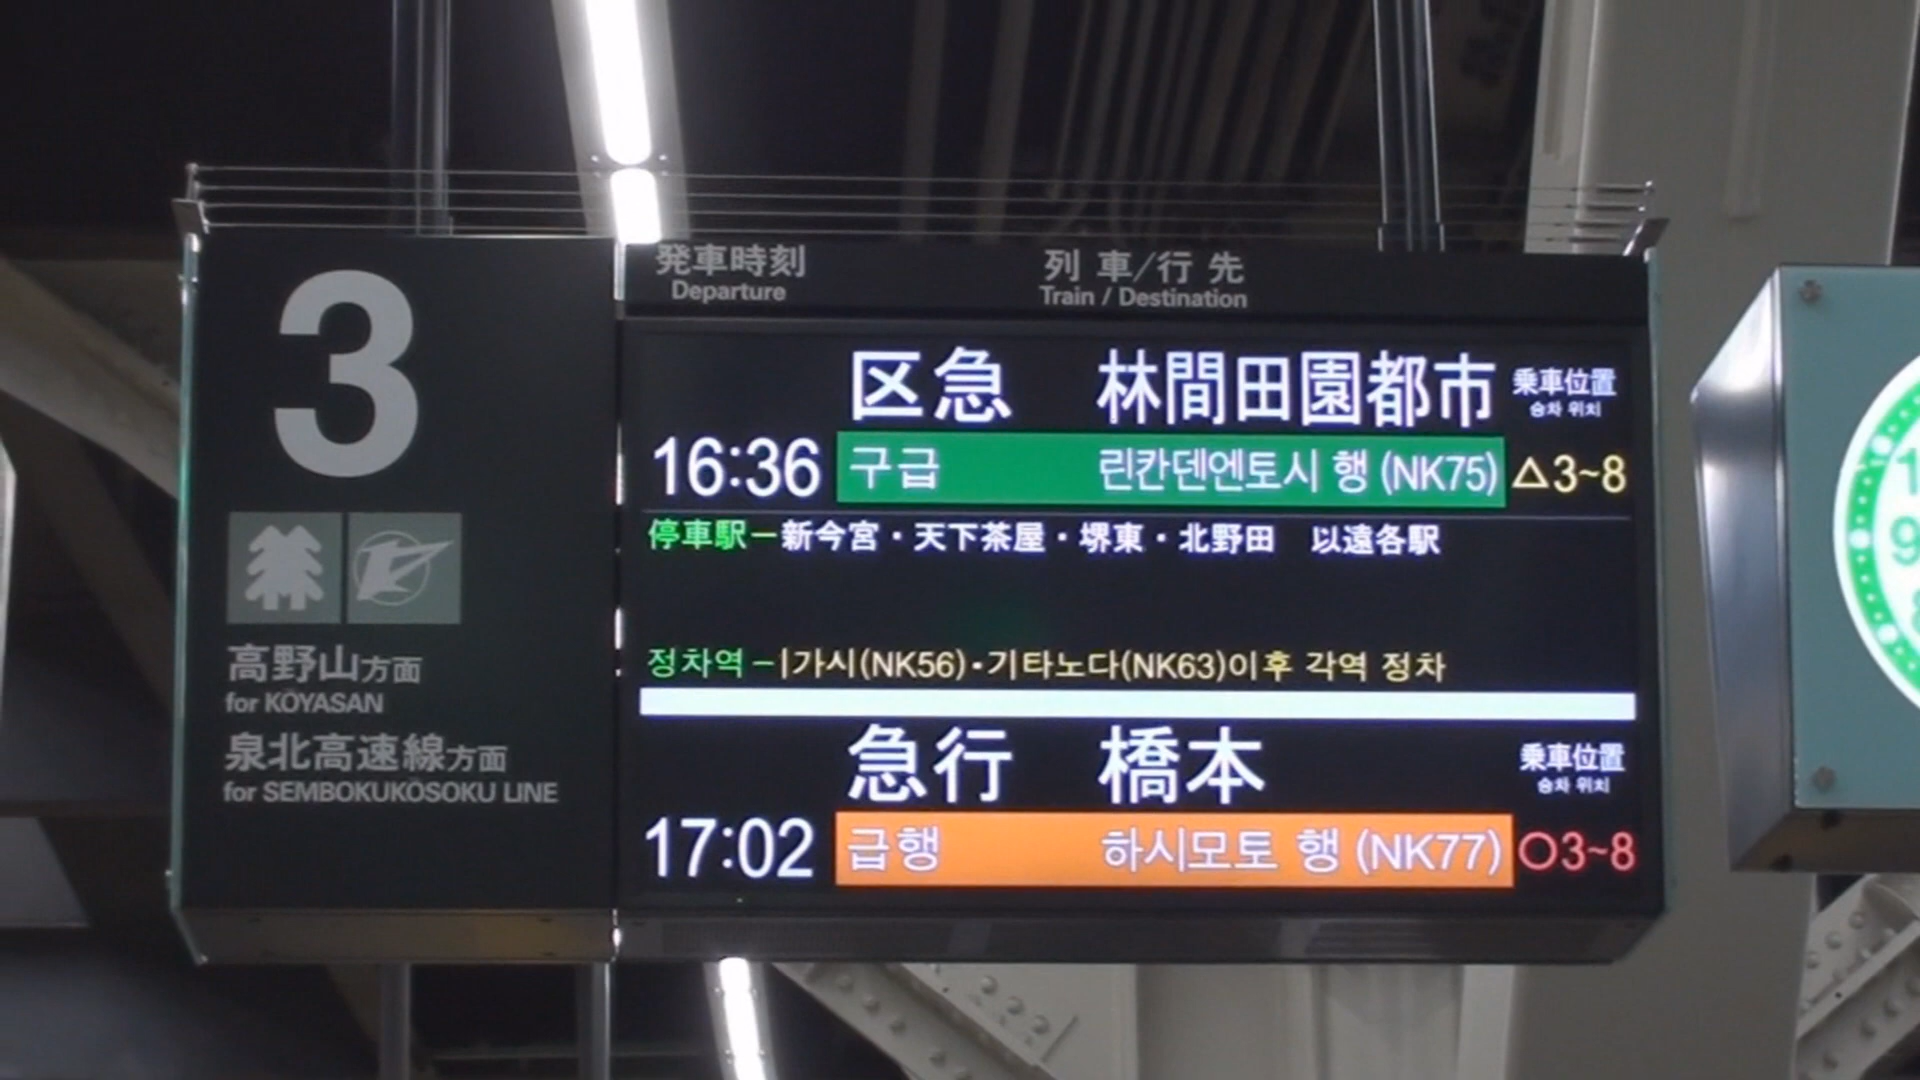 3
高野山方面
for KŌYASAN
泉北高速線方面
for SEMBOKUKŌSOKU LINE
発車時刻 列車/行先
Departure Train / Destination
区急 林間田園都市 乗車位置
승차 위치
16:36 구급 린칸덴엔토시 행 (NK75) △3~8
停車駅－新今宮・天下茶屋・堺東・北野田 以遠各駅
정차역－|가시(NK56)·기타노다(NK63)이후 각역 정차
急行 橋本 乗車位置
승차 위치
17:02 급행 하시모토 행 (NK77) ○3~8
9